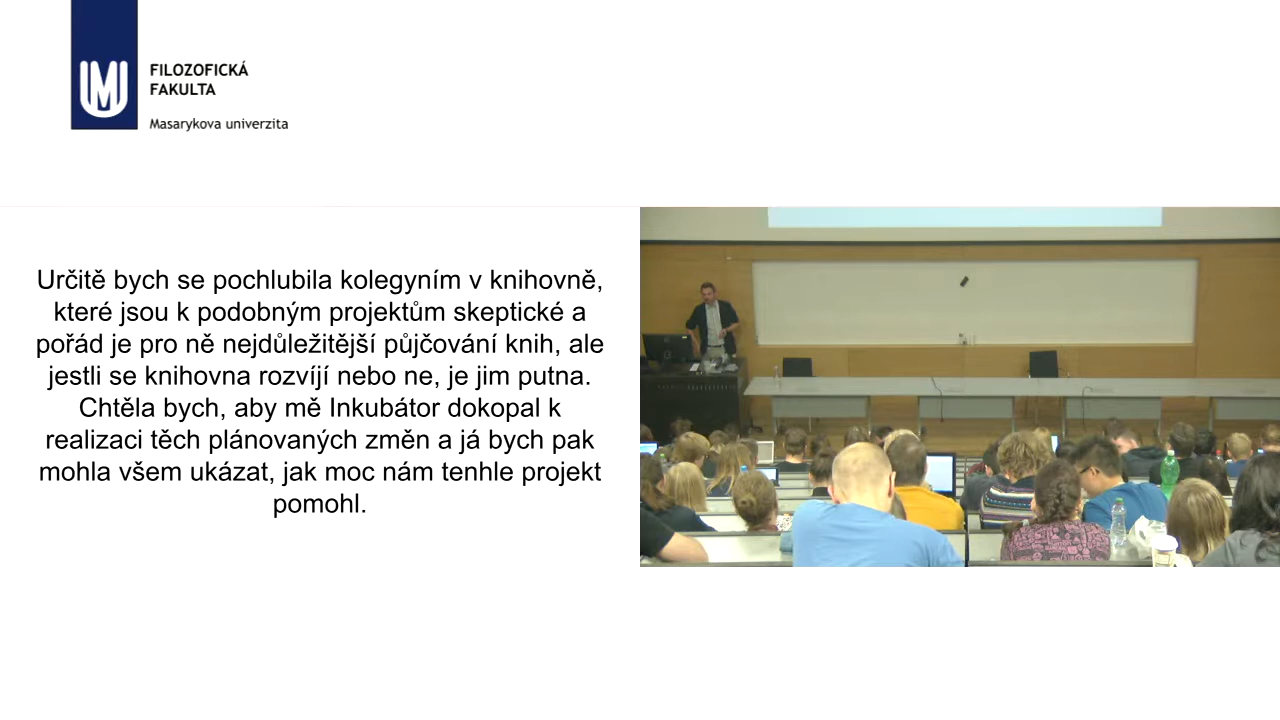 FILOZOFICKÁ
FAKULTA
Masarykova univerzita
Určitě bych se pochlubila kolegyním v knihovně,
které jsou k podobným projektům skeptické a
pořád je pro ně nejdůležitější půjčování knih, ale
jestli se knihovna rozvíjí nebo ne, je jim putna.
Chtěla bych, aby mě Inkubátor dokopal k
realizaci těch plánovaných změn a já bych pak
mohla všem ukázat, jak moc nám tenhle projekt
pomohl.